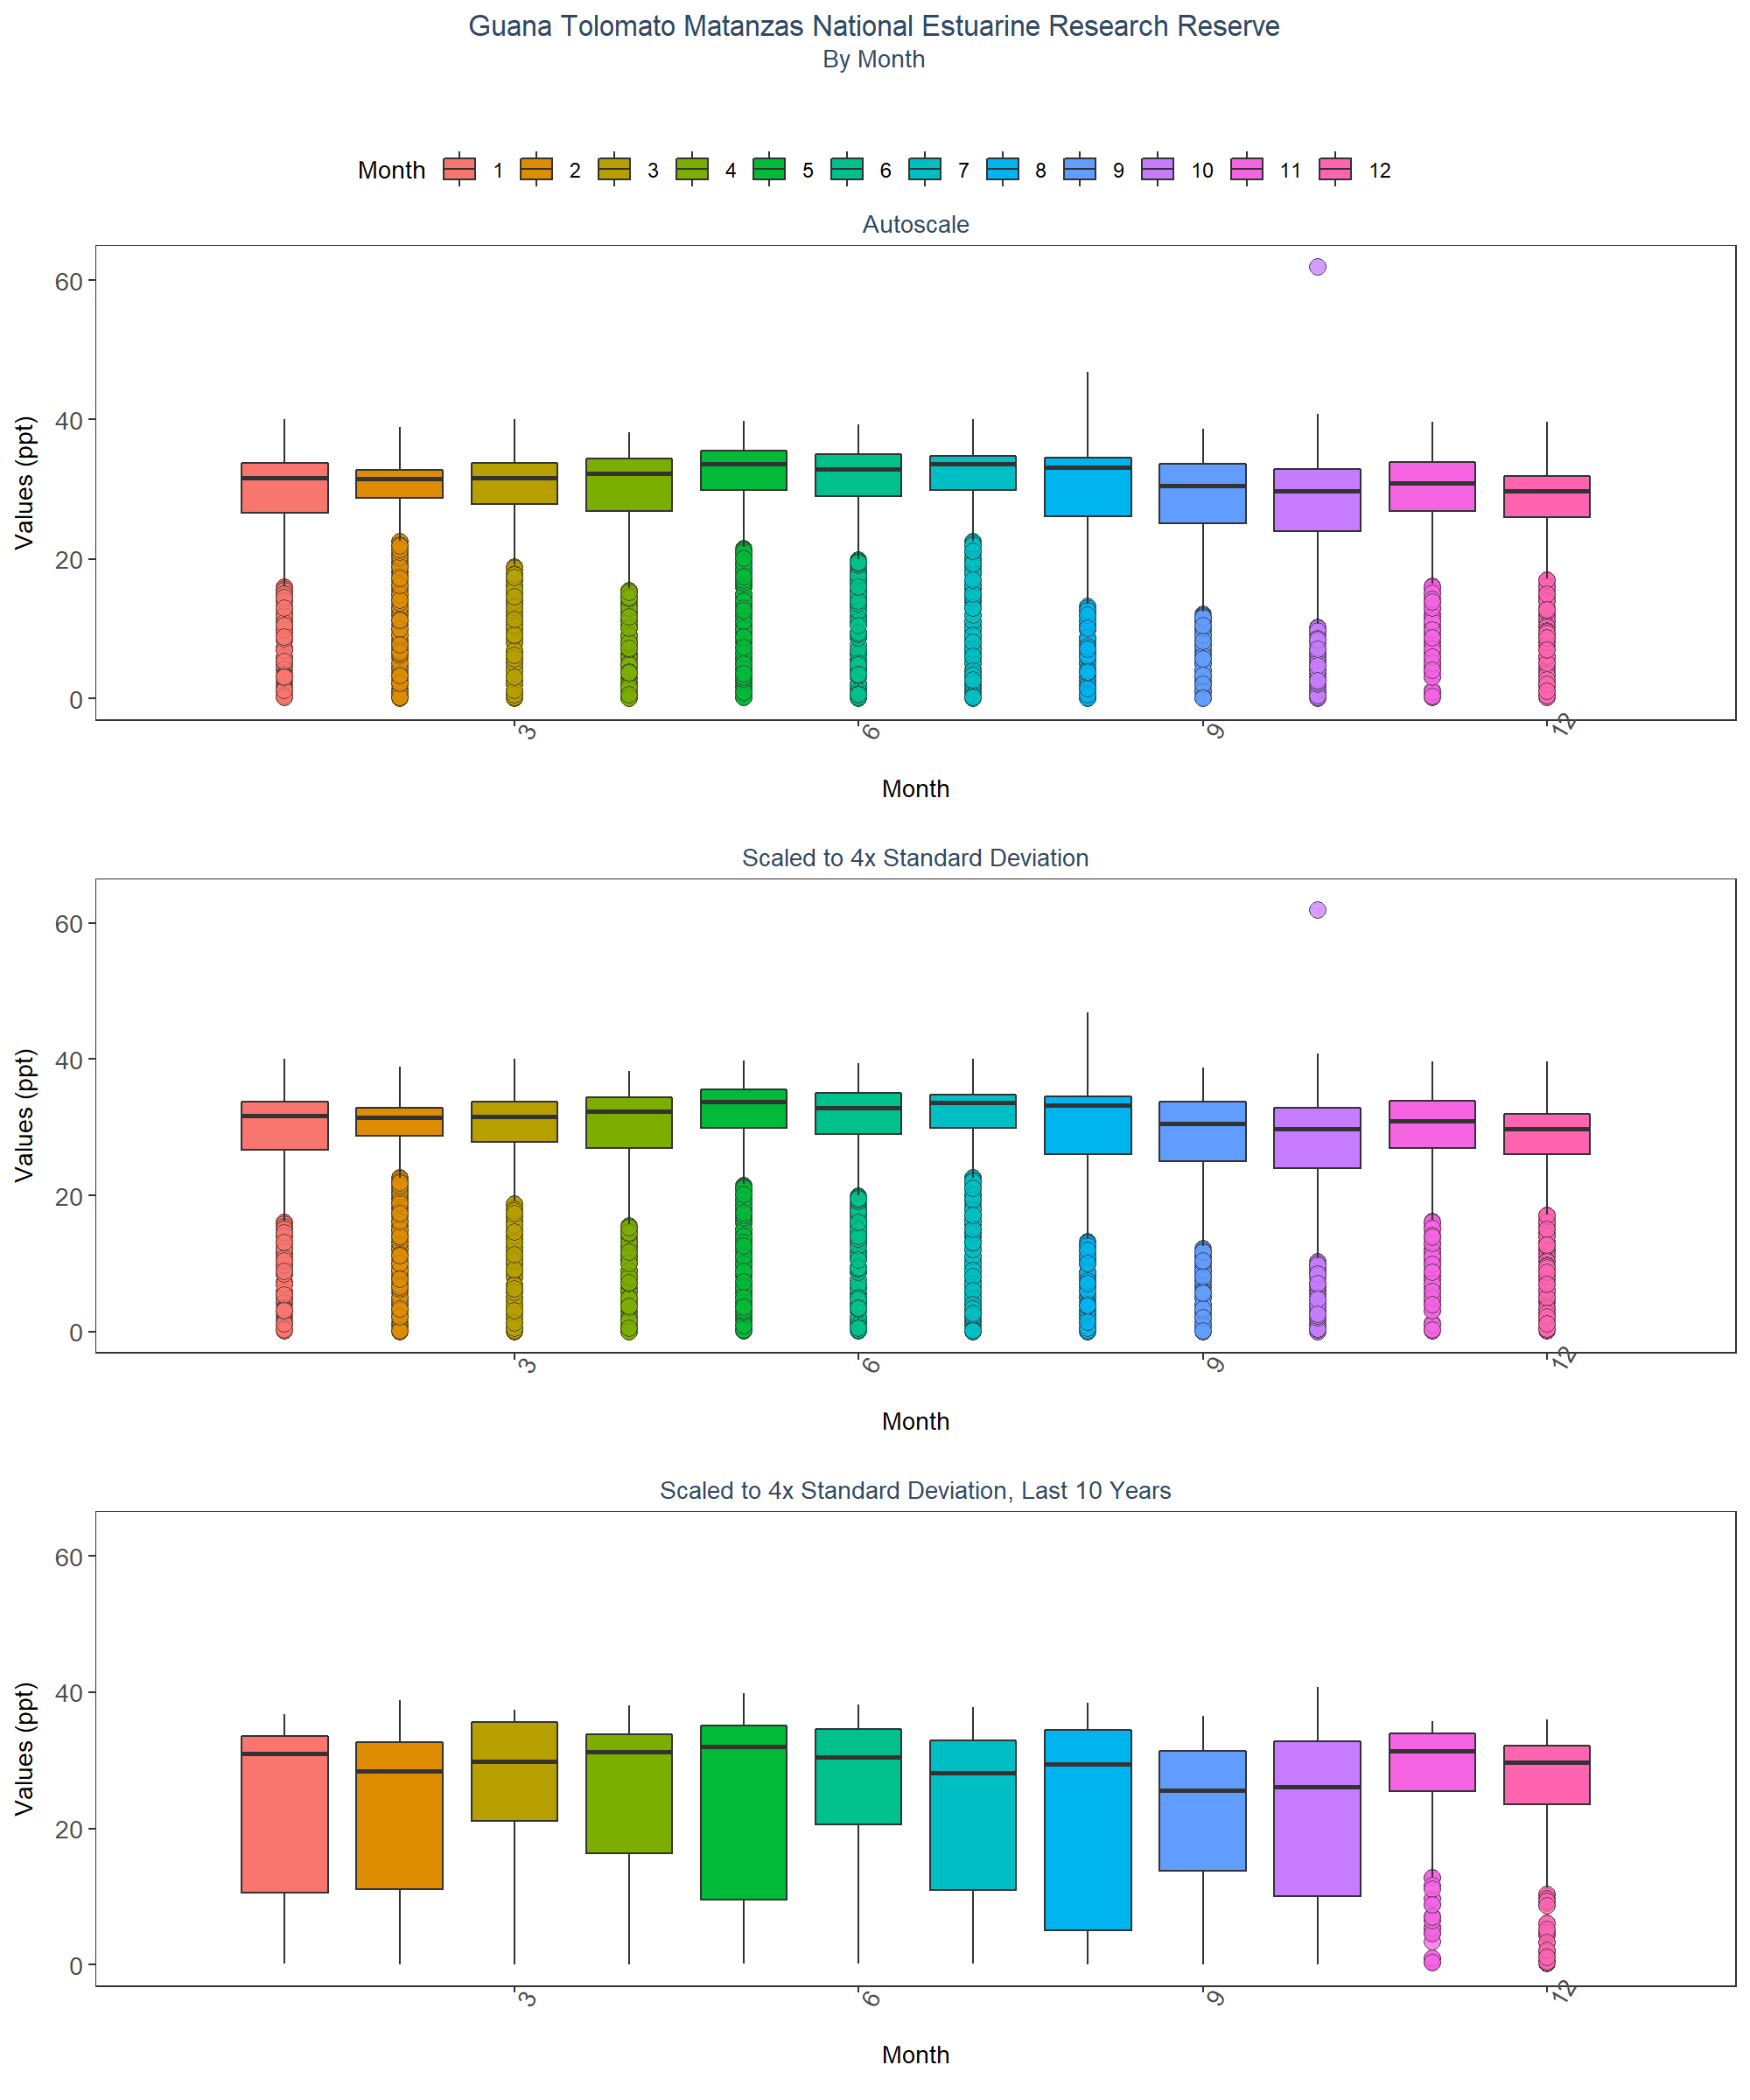 Guana Tolomato Matanzas National Estuarine Research Reserve
By Month
Month 1 2 3 4 5 6 7 8 9 10 11 12
Autoscale
Values (ppt)
60
40
20
0
3 6 9 12
Month
Scaled to 4x Standard Deviation
Values (ppt)
60
40
20
0
3 6 9 12
Month
Scaled to 4x Standard Deviation, Last 10 Years
Values (ppt)
60
40
20
0
3 6 9 12
Month